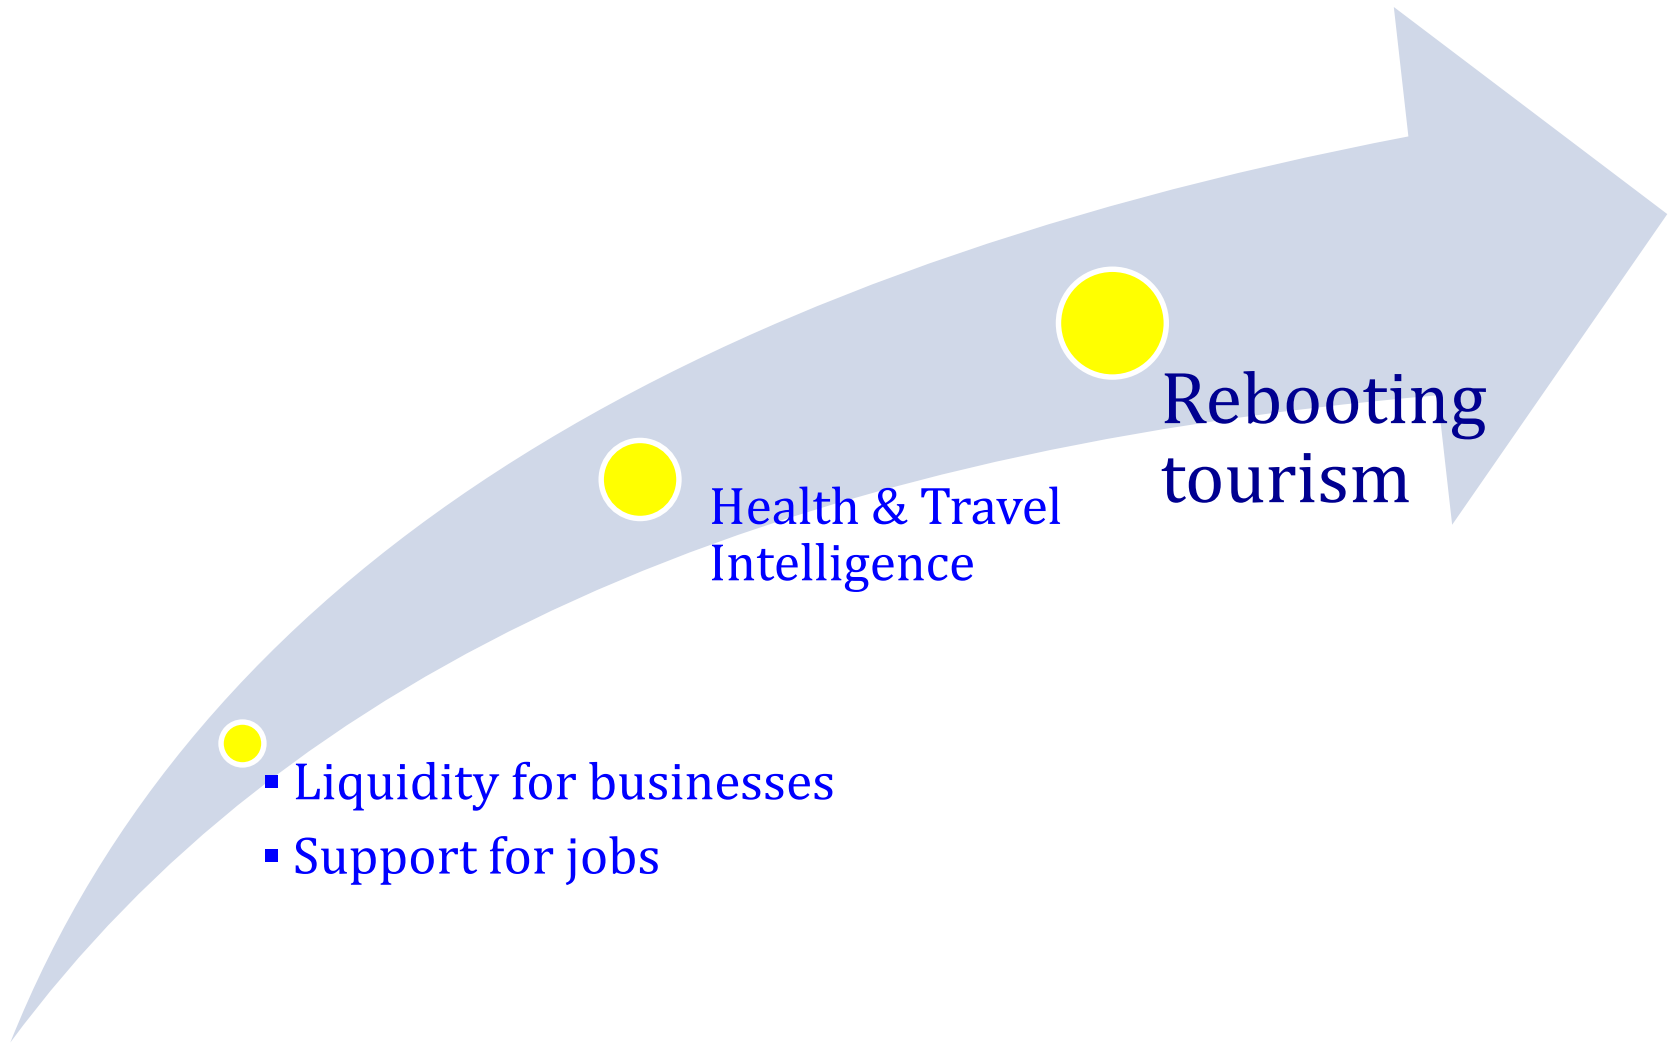 Rebooting
tourism
Health & Travel
Intelligence
▪ Liquidity for businesses
▪ Support for jobs